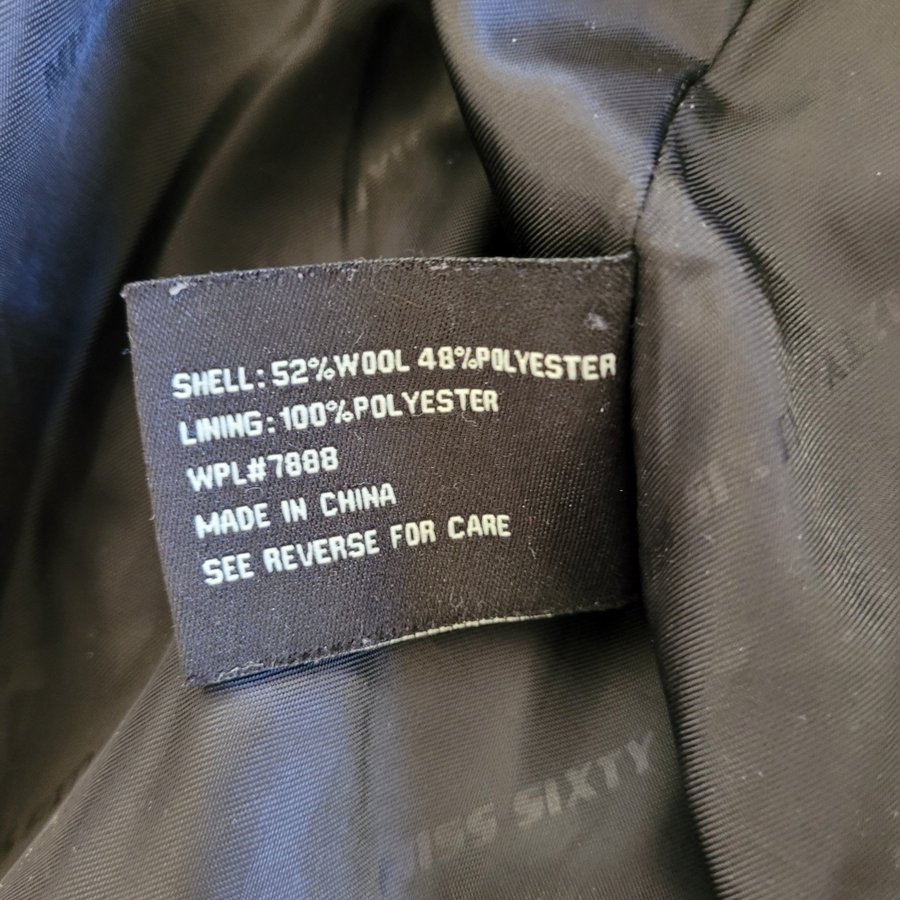 SHELL: 52%WOOL 48%POLYESTER
LINING: 100%POLYESTER
WPL#7888
MADE IN CHINA
SEE REVERSE FOR CARE
MISS SIXTY